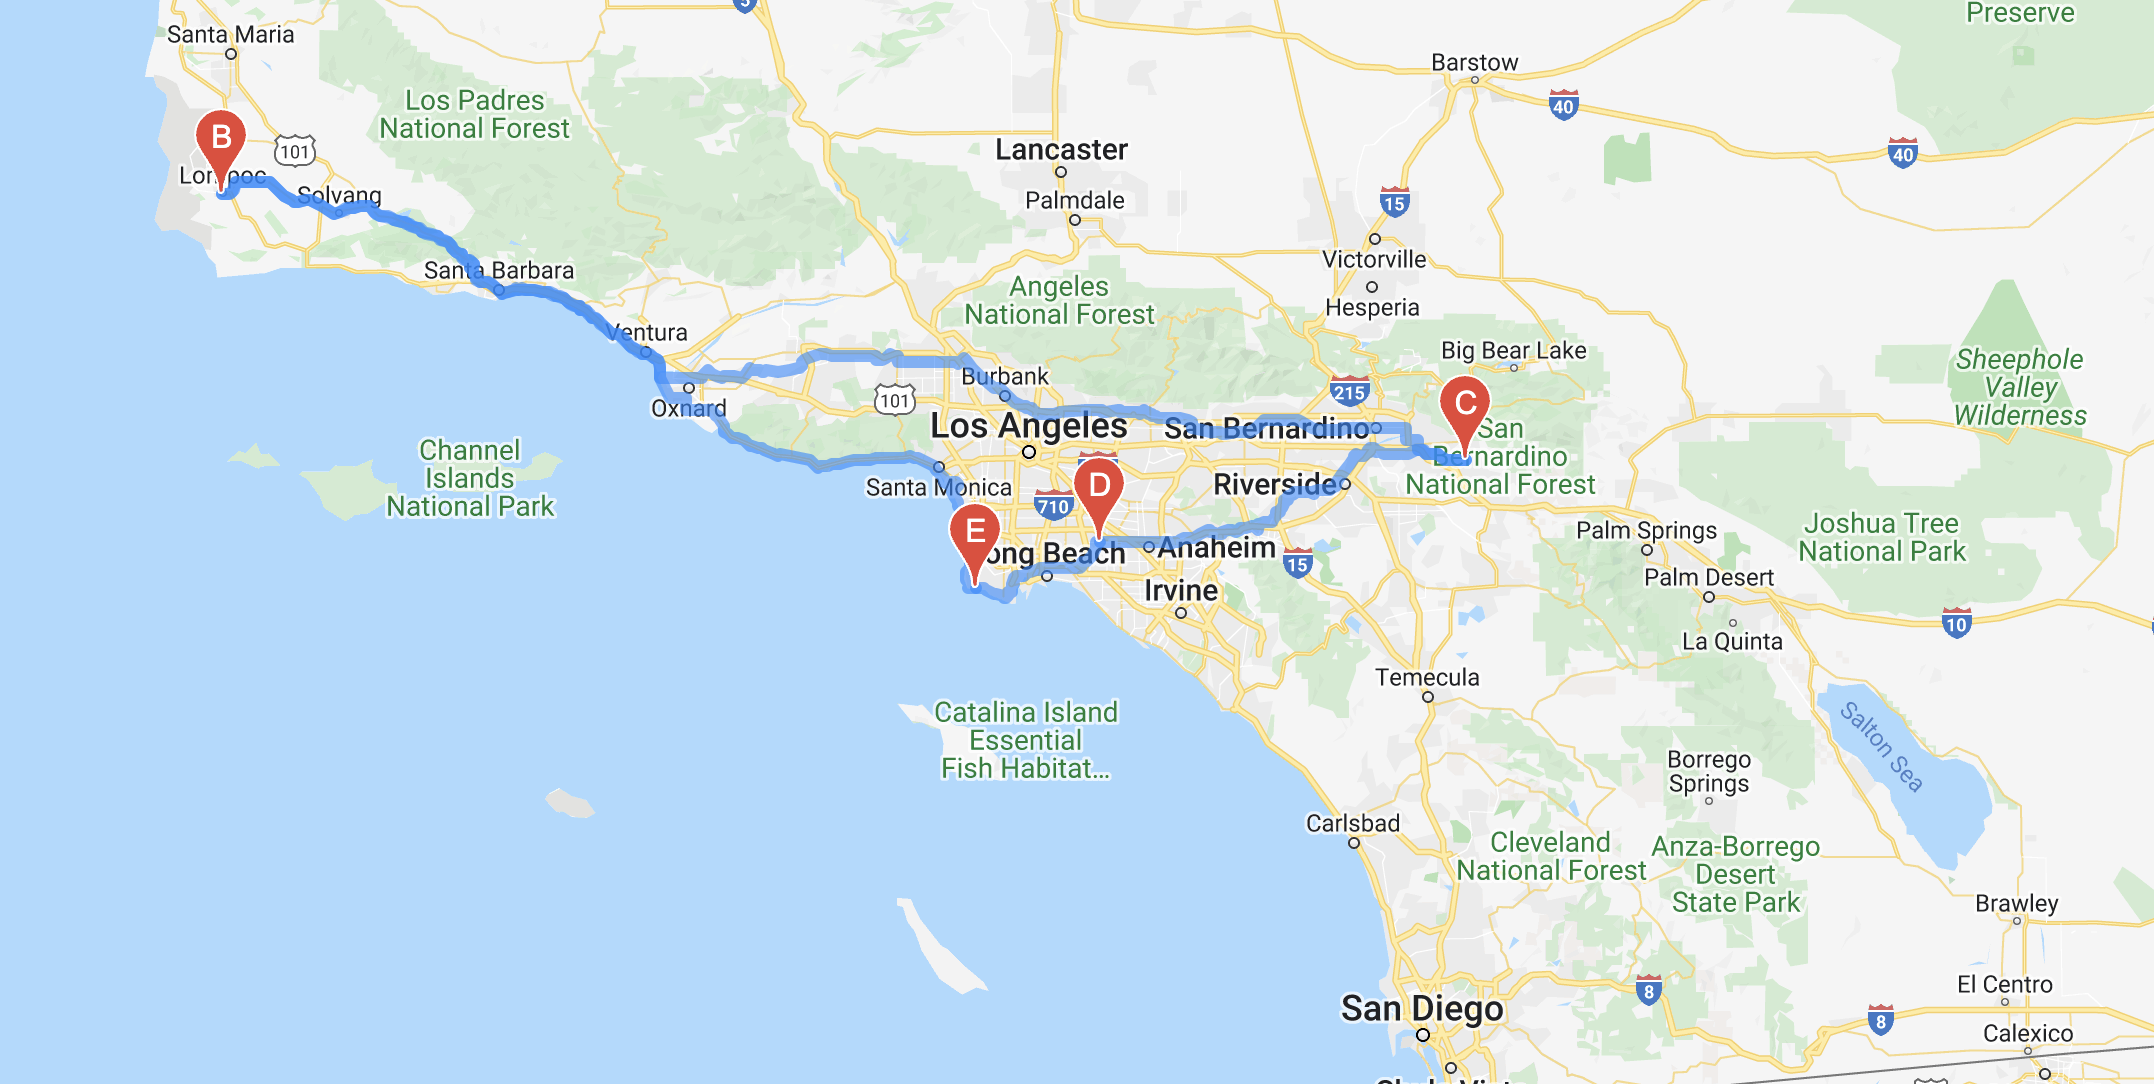 Preserve
5
Santa Maria
Barstow
Los Padres
National Forest
40
B
101
Lancaster
40
Lompoc
Solvang
Palmdale
15
Victorville
Santa Barbara
Angeles
National Forest
Hesperia
Ventura
Big Bear Lake
Sheephole
Valley
Wilderness
Burbank
215
C
101
Oxnard
Los Angeles
San Bernardino
San
Bernardino
National Forest
Channel
Islands
National Park
Santa Monica
D
710
Riverside
E
Palm Springs
Joshua Tree
National Park
Long Beach
Anaheim
15
Palm Desert
Irvine
10
La Quinta
Temecula
Catalina Island
Essential
Fish Habitat...
Salton Sea
Borrego
Springs
Carlsbad
Cleveland
National Forest
Anza-Borrego
Desert
State Park
Brawley
8
El Centro
San Diego
8
Calexico